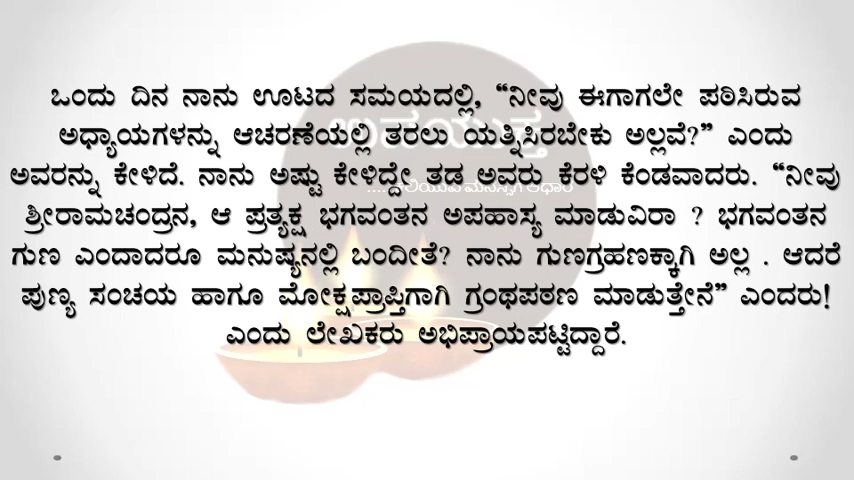 ಒಂದು ದಿನ ನಾನು ಊಟದ ಸಮಯದಲ್ಲಿ, “ನೀವು ಈಗಾಗಲೇ ಪಠಿಸಿರುವ
ಅಧ್ಯಾಯಗಳನ್ನು ಆಚರಣೆಯಲ್ಲಿ ತರಲು ಯತ್ನಿಸಿರಬೇಕು ಅಲ್ಲವೆ?” ಎಂದು
ಅವರನ್ನು ಕೇಳಿದೆ. ನಾನು ಅಷ್ಟು ಕೇಳಿದ್ದೇ ತಡ ಅವರು ಕೆರಳಿ ಕೆಂಡವಾದರು. “ನೀವು
ಶ್ರೀರಾಮಚಂದ್ರನ, ಆ ಪ್ರತ್ಯಕ್ಷ ಭಗವಂತನ ಅಪಹಾಸ್ಯ ಮಾಡುವಿರಾ ? ಭಗವಂತನ
ಗುಣ ಎಂದಾದರೂ ಮನುಷ್ಯನಲ್ಲಿ ಬಂದೀತೆ? ನಾನು ಗುಣಗ್ರಹಣಕ್ಕಾಗಿ ಅಲ್ಲ . ಆದರೆ
ಪುಣ್ಯ ಸಂಚಯ ಹಾಗೂ ಮೋಕ್ಷಪ್ರಾಪ್ತಿಗಾಗಿ ಗ್ರಂಥಪಠಣ ಮಾಡುತ್ತೇನೆ” ಎಂದರು!
ಎಂದು ಲೇಖಕರು ಅಭಿಪ್ರಾಯಪಟ್ಟಿದ್ದಾರೆ.